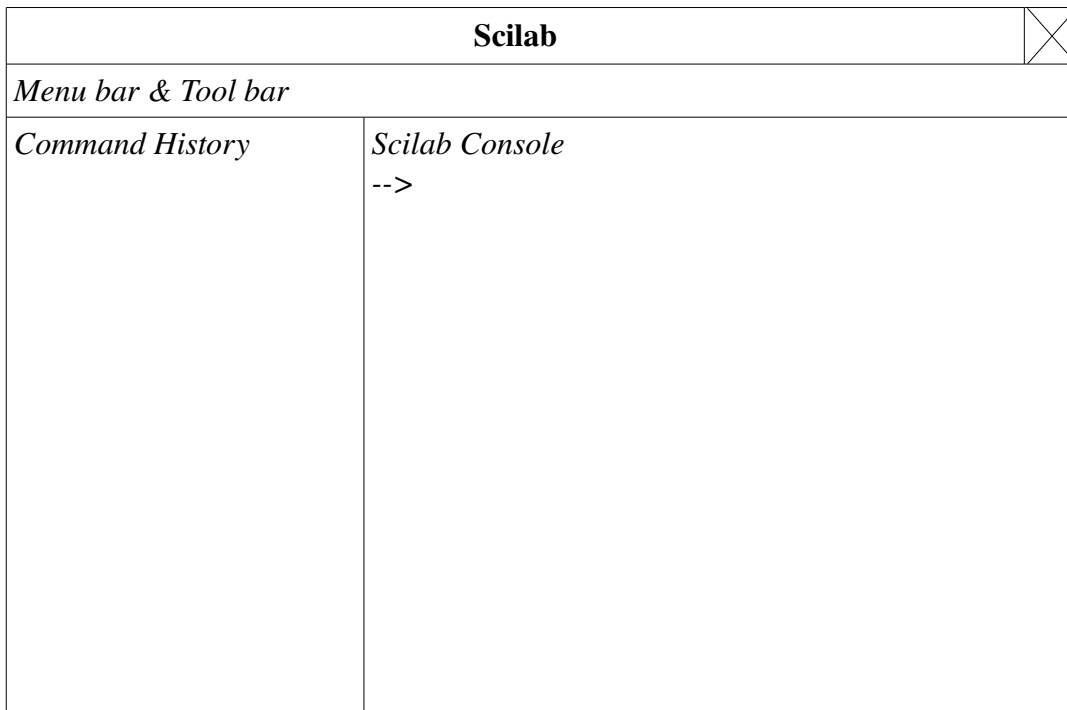 Scilab
Menu bar & Tool bar
Command History
Scilab Console
-->